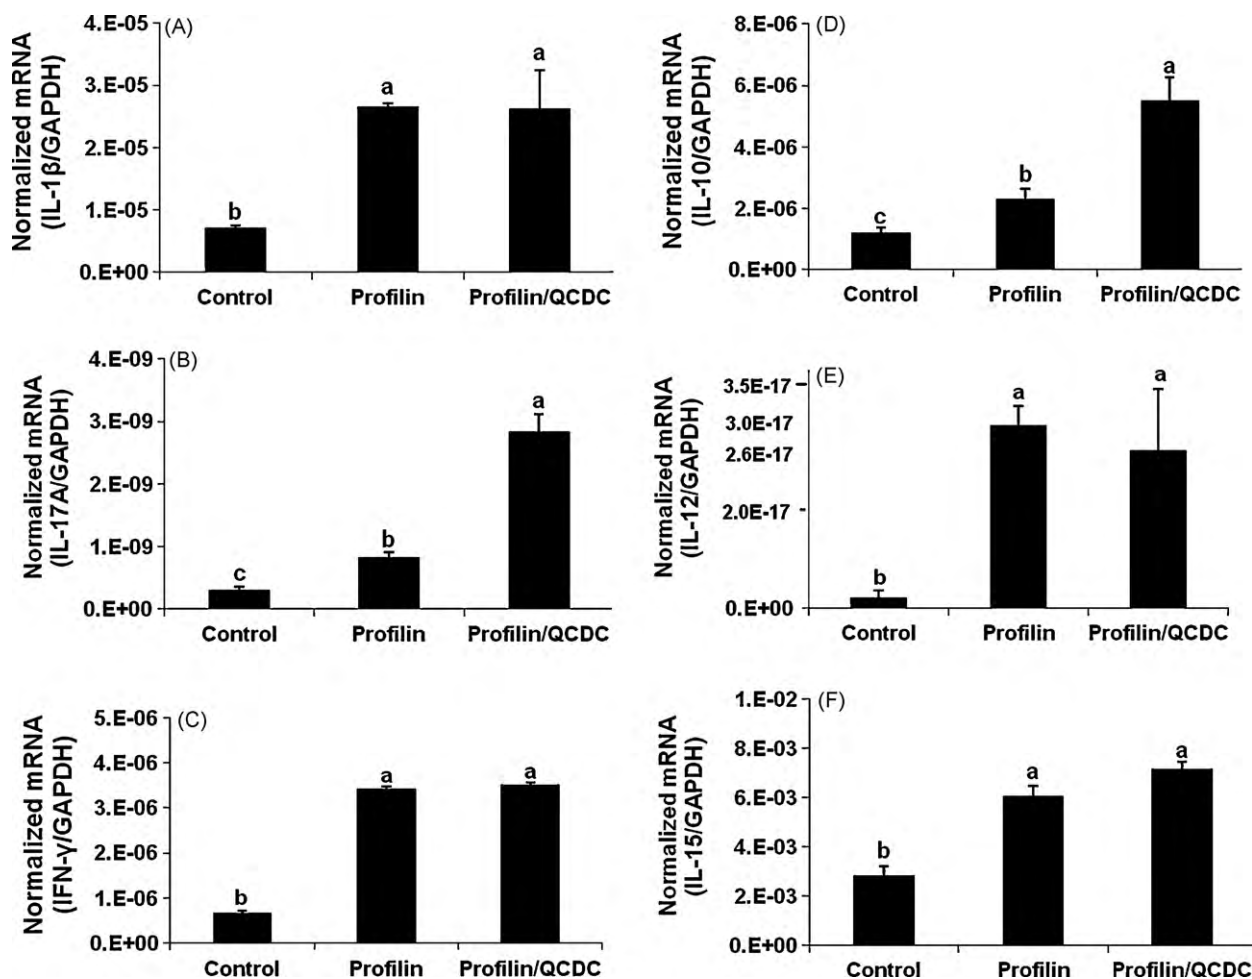 (A)
Normalized mRNA
(IL-1β/GAPDH)
4.E-05
3.E-05
2.E-05
1.E-05
0.E+00
b
a
a
Control
Profilin
Profilin/QCDC
(D)
Normalized mRNA
(IL-10/GAPDH)
8.E-06
6.E-06
4.E-06
2.E-06
0.E+00
c
b
a
Control
Profilin
Profilin/QCDC
(B)
Normalized mRNA
(IL-17A/GAPDH)
4.E-09
3.E-09
2.E-09
1.E-09
0.E+00
c
b
a
Control
Profilin
Profilin/QCDC
(E)
Normalized mRNA
(IL-12/GAPDH)
3.5E-17
3.0E-17
2.6E-17
2.0E-17
0.E+00
b
a
a
Control
Profilin
Profilin/QCDC
(C)
Normalized mRNA
(IFN-γ/GAPDH)
5.E-06
4.E-06
3.E-06
2.E-06
1.E-06
0.E+00
b
a
a
Control
Profilin
Profilin/QCDC
(F)
Normalized mRNA
(IL-15/GAPDH)
1.E-02
8.E-03
6.E-03
4.E-03
2.E-03
0.E+00
b
a
a
Control
Profilin
Profilin/QCDC